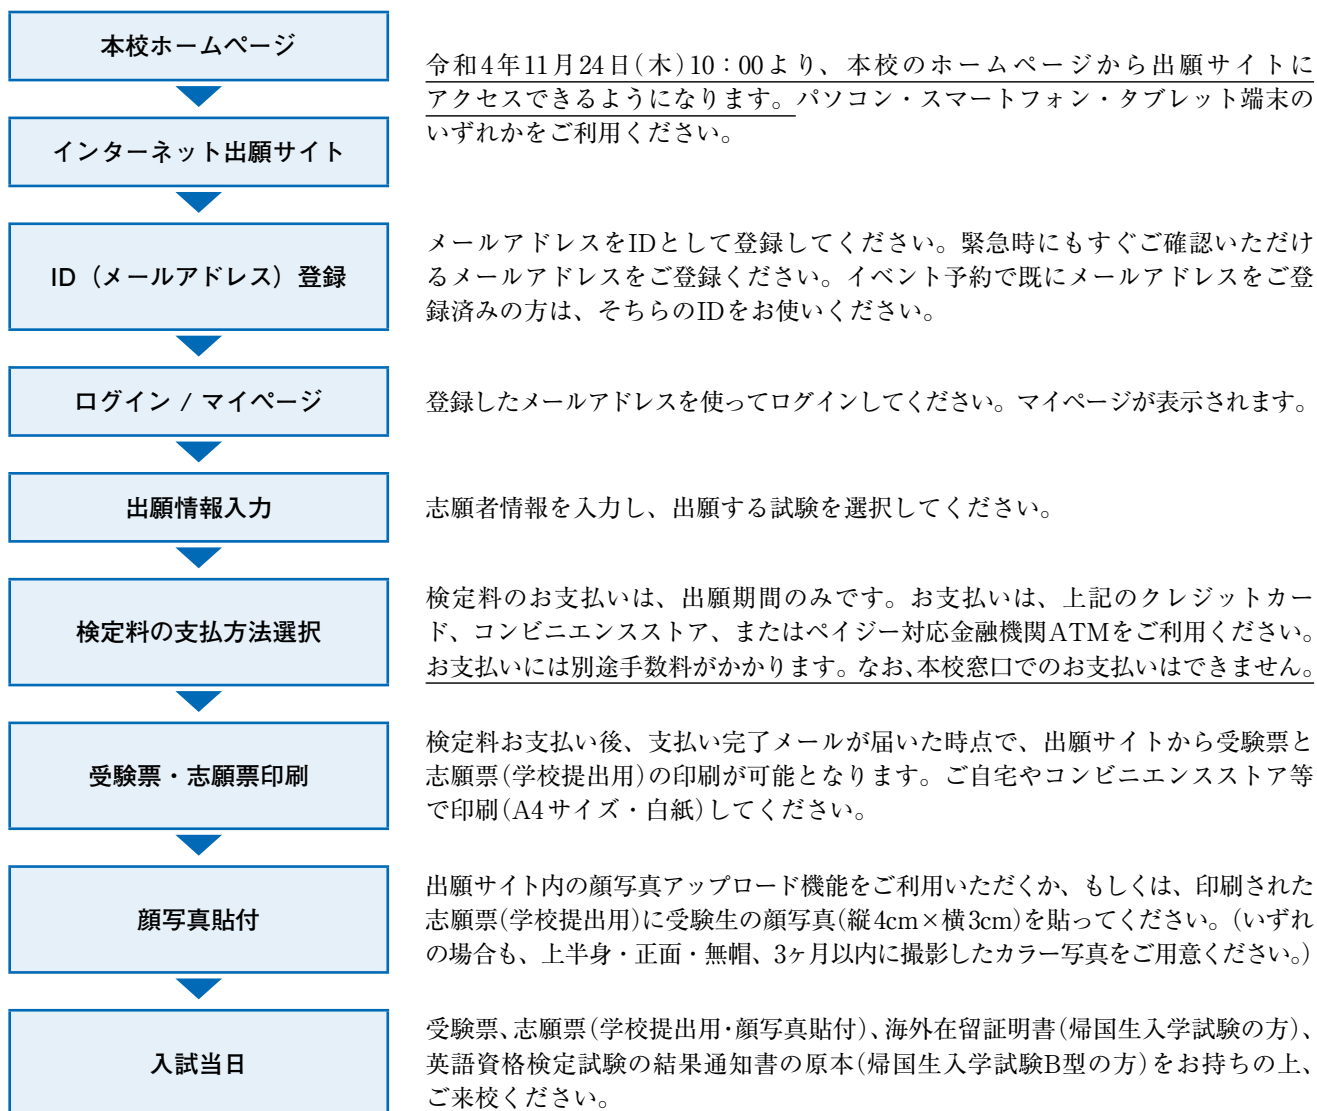 本校ホームページ
令和4年11月24日(木)10：00より、本校のホームページから出願サイトに
アクセスできるようになります。パソコン・スマートフォン・タブレット端末の
いずれかをご利用ください。
インターネット出願サイト
ID（メールアドレス）登録
メールアドレスをIDとして登録してください。緊急時にもすぐご確認いただけ
るメールアドレスをご登録ください。イベント予約で既にメールアドレスをご登
録済みの方は、そちらのIDをお使いください。
ログイン / マイページ
登録したメールアドレスを使ってログインしてください。マイページが表示されます。
出願情報入力
志願者情報を入力し、出願する試験を選択してください。
検定料の支払方法選択
検定料のお支払いは、出願期間のみです。お支払いは、上記のクレジットカー
ド、コンビニエンスストア、またはペイジー対応金融機関ATMをご利用ください。
お支払いには別途手数料がかかります。なお、本校窓口でのお支払いはできません。
受験票・志願票印刷
検定料お支払い後、支払い完了メールが届いた時点で、出願サイトから受験票と
志願票(学校提出用)の印刷が可能となります。ご自宅やコンビニエンスストア等
で印刷(A4サイズ・白紙)してください。
顔写真貼付
出願サイト内の顔写真アップロード機能をご利用いただくか、もしくは、印刷された
志願票(学校提出用)に受験生の顔写真(縦4cm×横3cm)を貼ってください。(いずれ
の場合も、上半身・正面・無帽、3ヶ月以内に撮影したカラー写真をご用意ください。)
入試当日
受験票、志願票(学校提出用・顔写真貼付)、海外在留証明書(帰国生入学試験の方)、
英語資格検定試験の結果通知書の原本(帰国生入学試験B型の方)をお持ちの上、
ご来校ください。